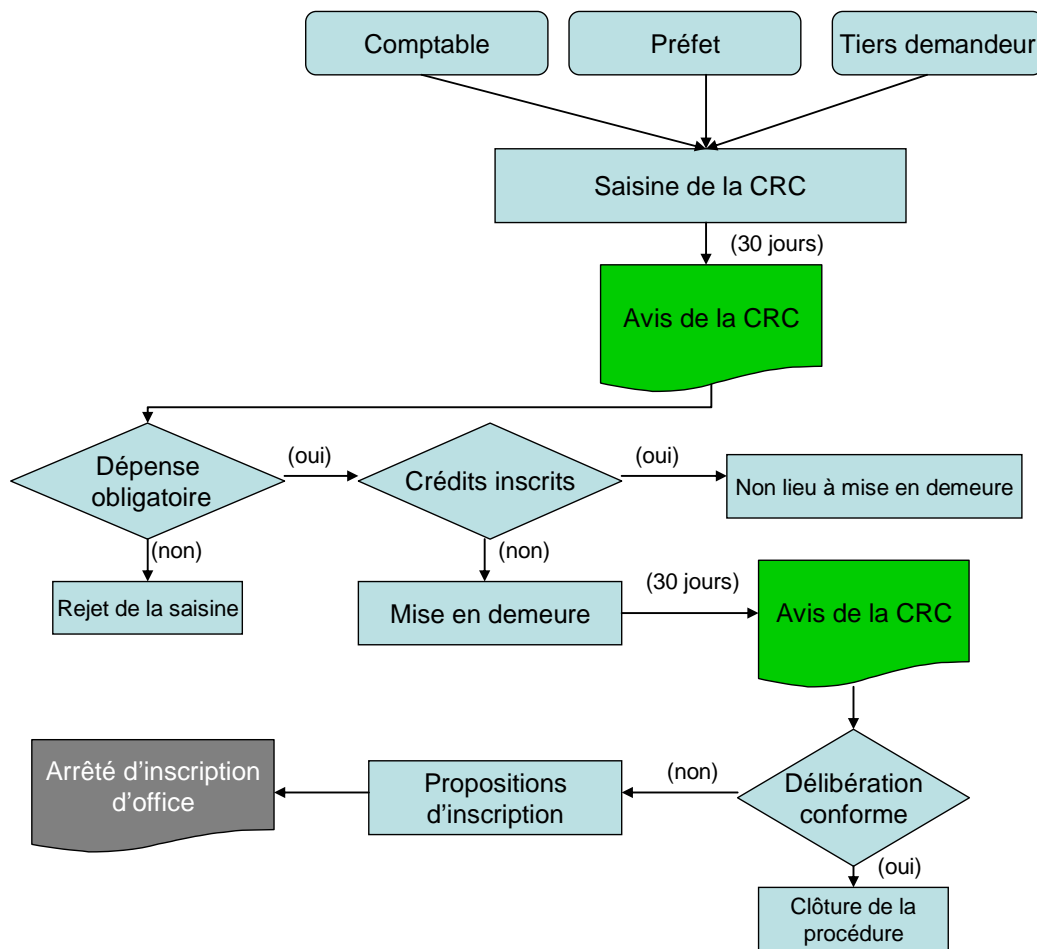 Comptable
Préfet
Tiers demandeur
Saisine de la CRC
(30 jours)
Avis de la CRC
Dépense
obligatoire
(oui)
Crédits inscrits
(oui)
Non lieu à mise en demeure
(non)
(non)
Rejet de la saisine
Mise en demeure
(30 jours)
Avis de la CRC
Arrêté d’inscription
d’office
Propositions
d’inscription
(non)
Délibération
conforme
(oui)
Clôture de la
procédure